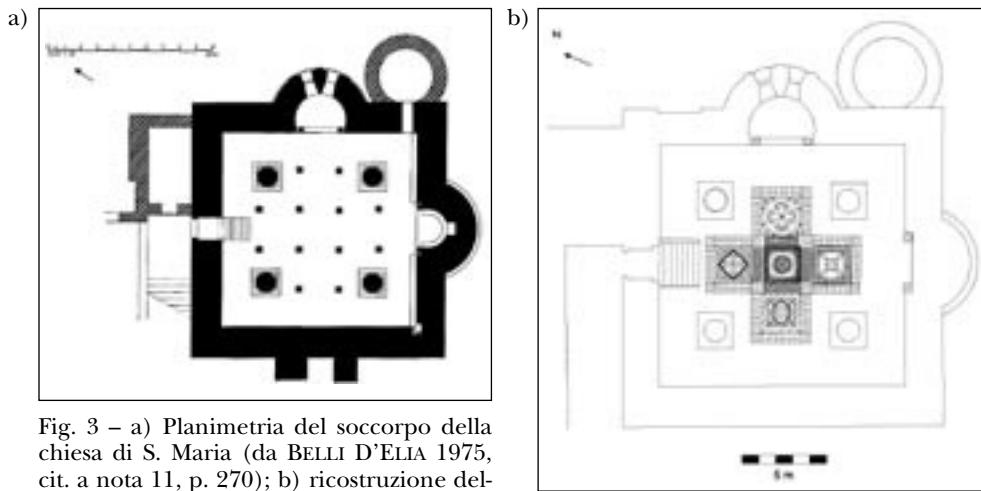 a)
b)
N
5 m
Fig. 3 – a) Planimetria del soccorpo della
chiesa di S. Maria (da BELLI D'ELIA 1975,
cit. a nota 11, p. 270); b) ricostruzione del-